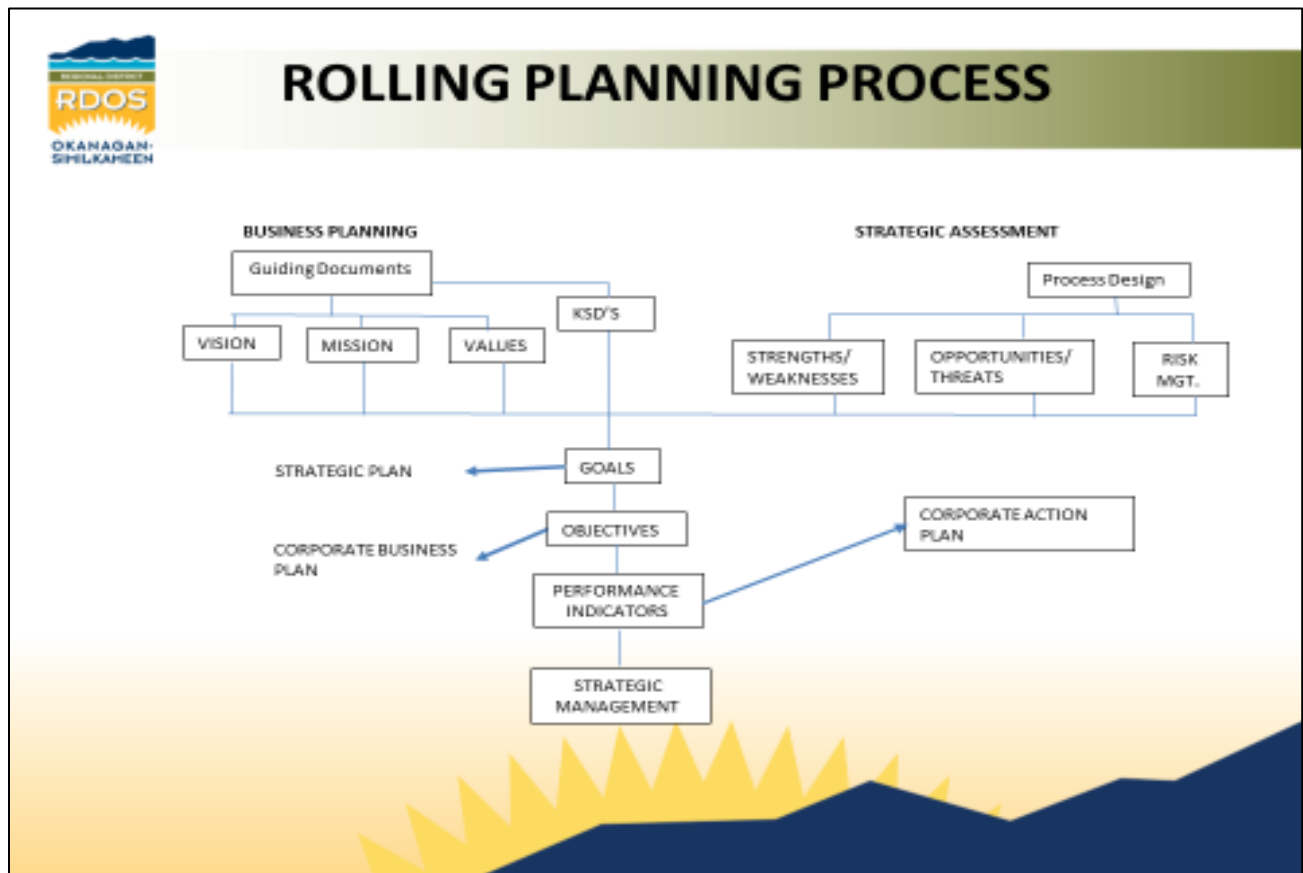 REGIONAL DISTRICT
RDOS
OKANAGAN·
SIMILKAMEEN
ROLLING PLANNING PROCESS
BUSINESS PLANNING
STRATEGIC ASSESSMENT
Guiding Documents
Process Design
KSD'S
VISION
MISSION
VALUES
STRENGTHS/
WEAKNESSES
OPPORTUNITIES/
THREATS
RISK
MGT.
STRATEGIC PLAN
GOALS
OBJECTIVES
CORPORATE ACTION
PLAN
CORPORATE BUSINESS
PLAN
PERFORMANCE
INDICATORS
STRATEGIC
MANAGEMENT